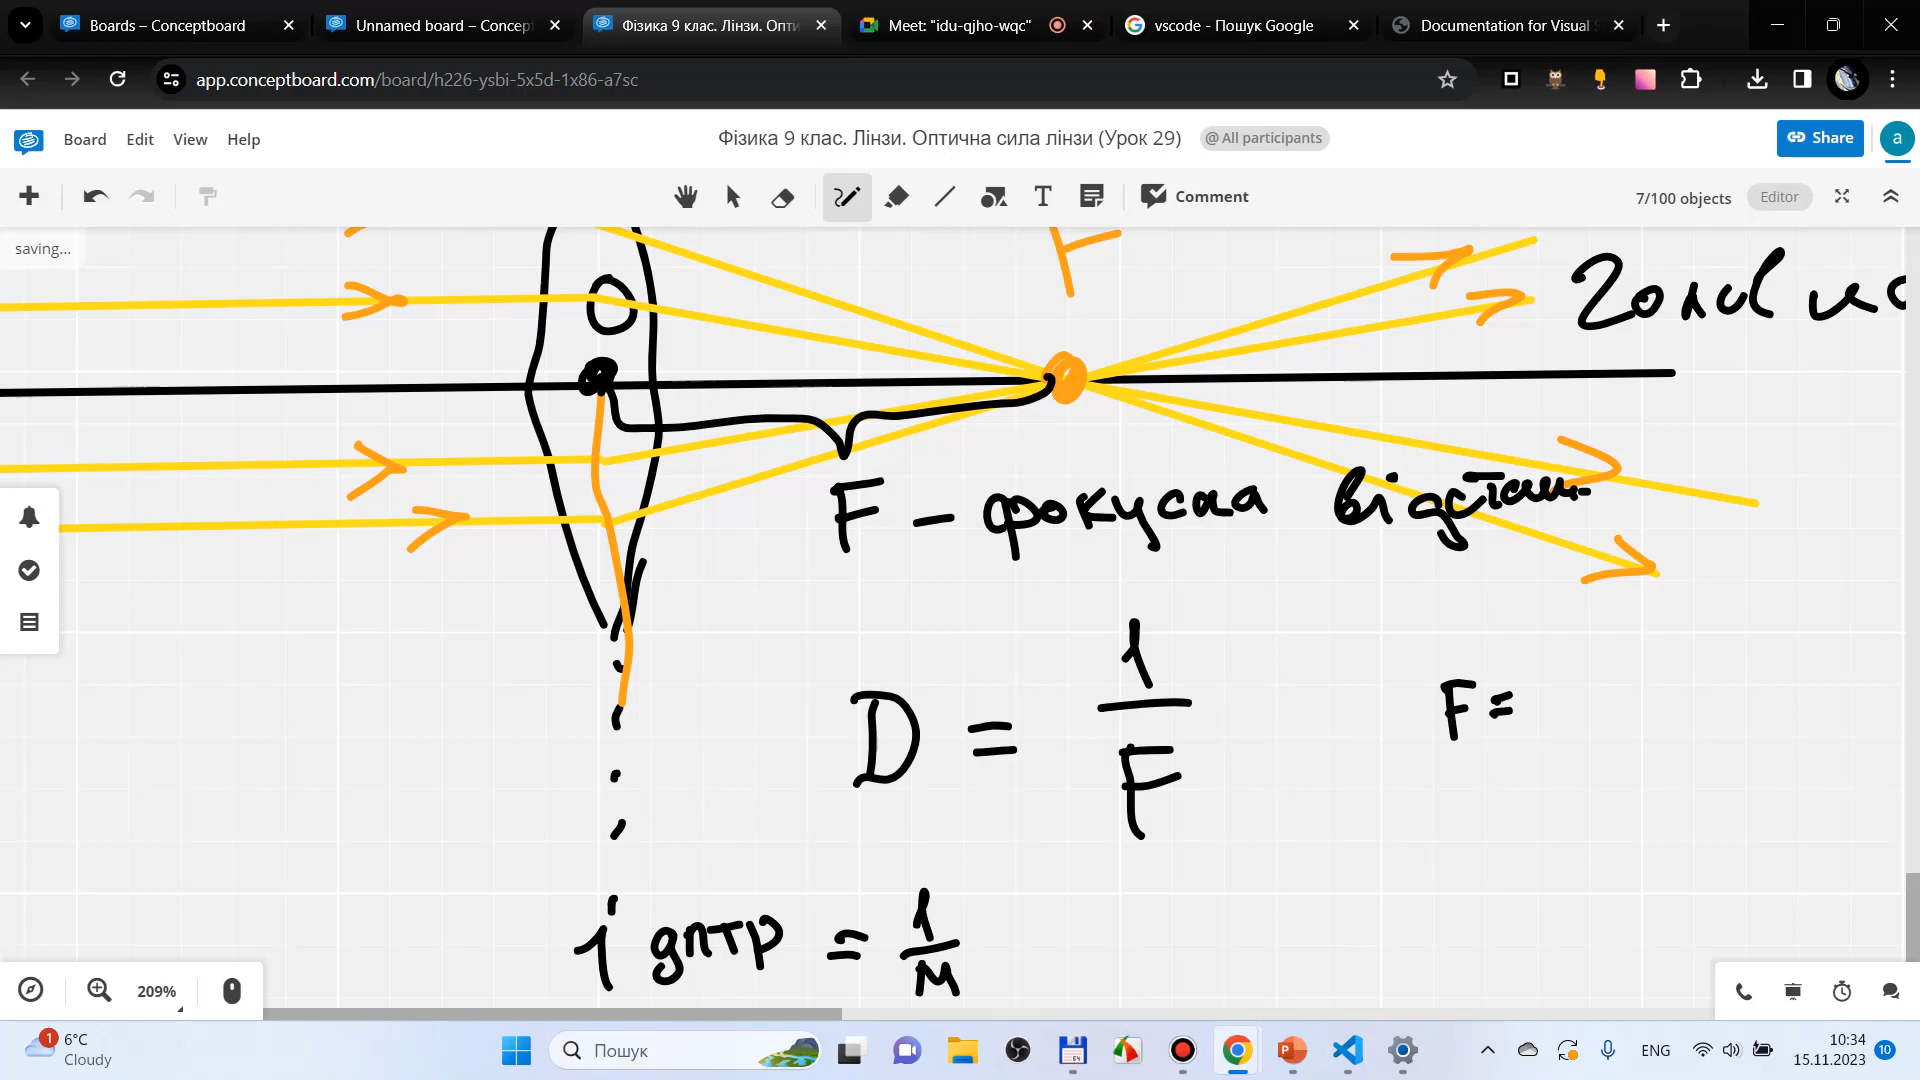 Boards – Conceptboard
Unnamed board – Concept
Фізика 9 клас. Лінзи. Опти
Meet: "idu-qjho-wqc"
vscode - Пошук Google
Documentation for Visual S
app.conceptboard.com/board/h226-ysbi-5x5d-1x86-a7sc
Board Edit View Help
Фізика 9 клас. Лінзи. Оптична сила лінзи (Урок 29)
@ All participants
Share
a
T
Comment
7/100 objects
Editor
saving...
F
O
F – фокусна відстань
D = 1/F
F =
1 дптр = 1/м
209%
1
6°C
Cloudy
Пошук
ENG
10:34
15.11.2023
10